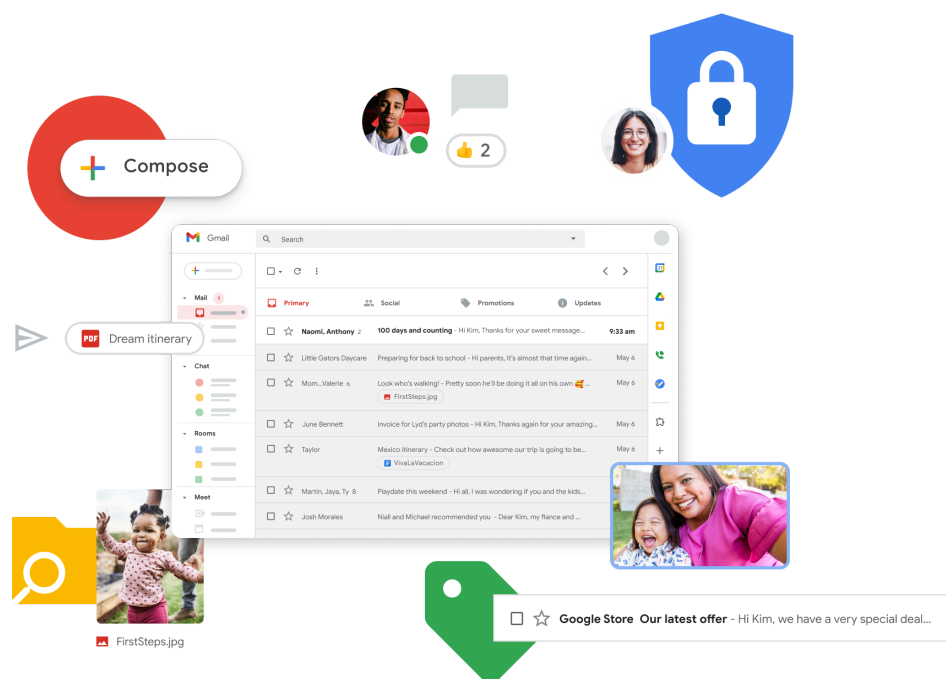 Compose
2
Gmail
Search
Mail 1
Primary
Social
Promotions
Updates
Naomi, Anthony 2 100 days and counting - Hi Kim, Thanks for your sweet message... 9:33 am
PDF Dream itinerary
Little Gators Daycare Preparing for back to school - Hi parents, It's almost that time again... May 6
Chat
Mom...Valerie 6 Look who's walking! - Pretty soon he'll be doing it all on his own 🥰 ... May 6
FirstSteps.jpg
June Bennett Invoice for Lyd's party photos - Hi Kim, Thanks again for your amazing... May 6
Rooms
Taylor Mexico itinerary - Check out how awesome our trip is going to be... May 6
VivaLaVacacion
Martin, Jaya, Ty 8 Playdate this weekend - Hi all, I was wondering if you and the kids...
Meet
Josh Morales Niall and Michael recommended you - Dear Kim, my fiance and ...
Google Store Our latest offer - Hi Kim, we have a very special deal...
FirstSteps.jpg